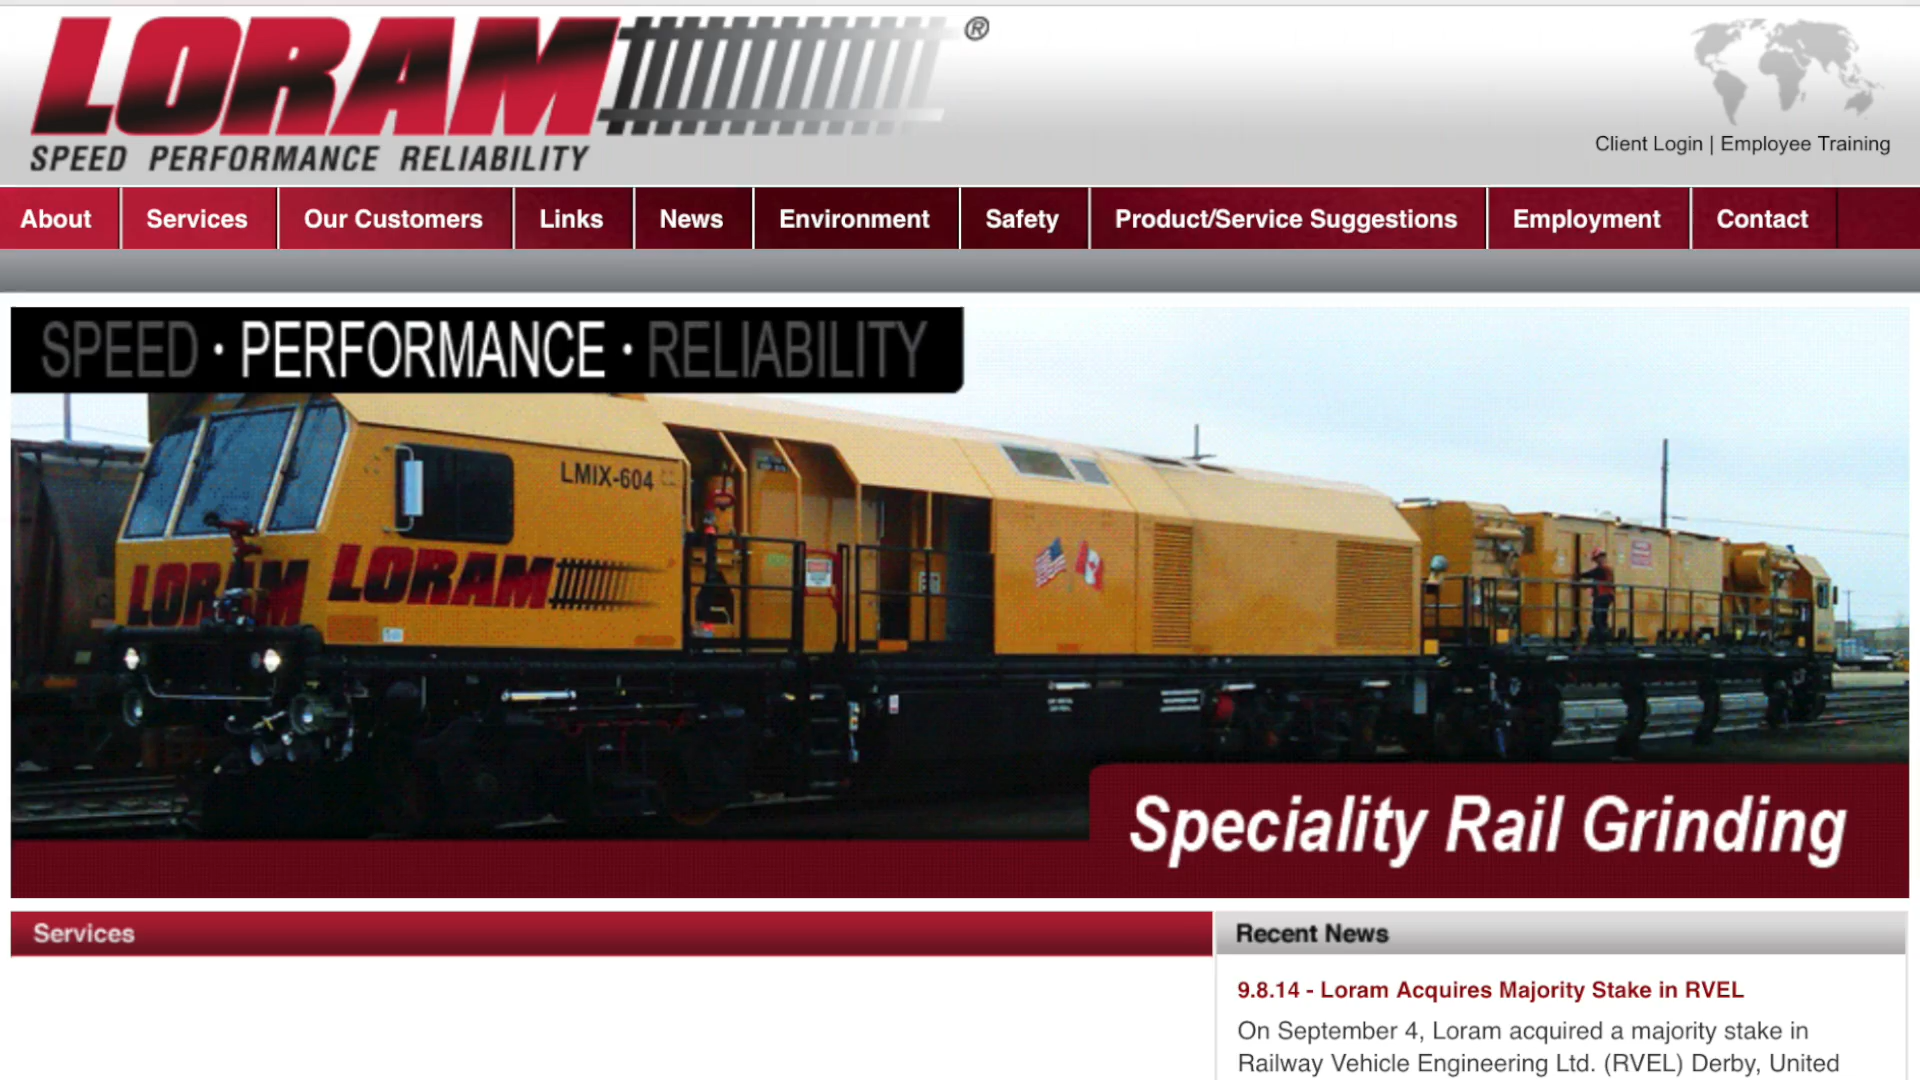 LORAM ®
SPEED PERFORMANCE RELIABILITY
Client Login | Employee Training
About Services Our Customers Links News Environment Safety Product/Service Suggestions Employment Contact
SPEED · PERFORMANCE · RELIABILITY
LMIX-604
LORAM LORAM
Speciality Rail Grinding
Services
Recent News
9.8.14 - Loram Acquires Majority Stake in RVEL
On September 4, Loram acquired a majority stake in
Railway Vehicle Engineering Ltd. (RVEL) Derby, United